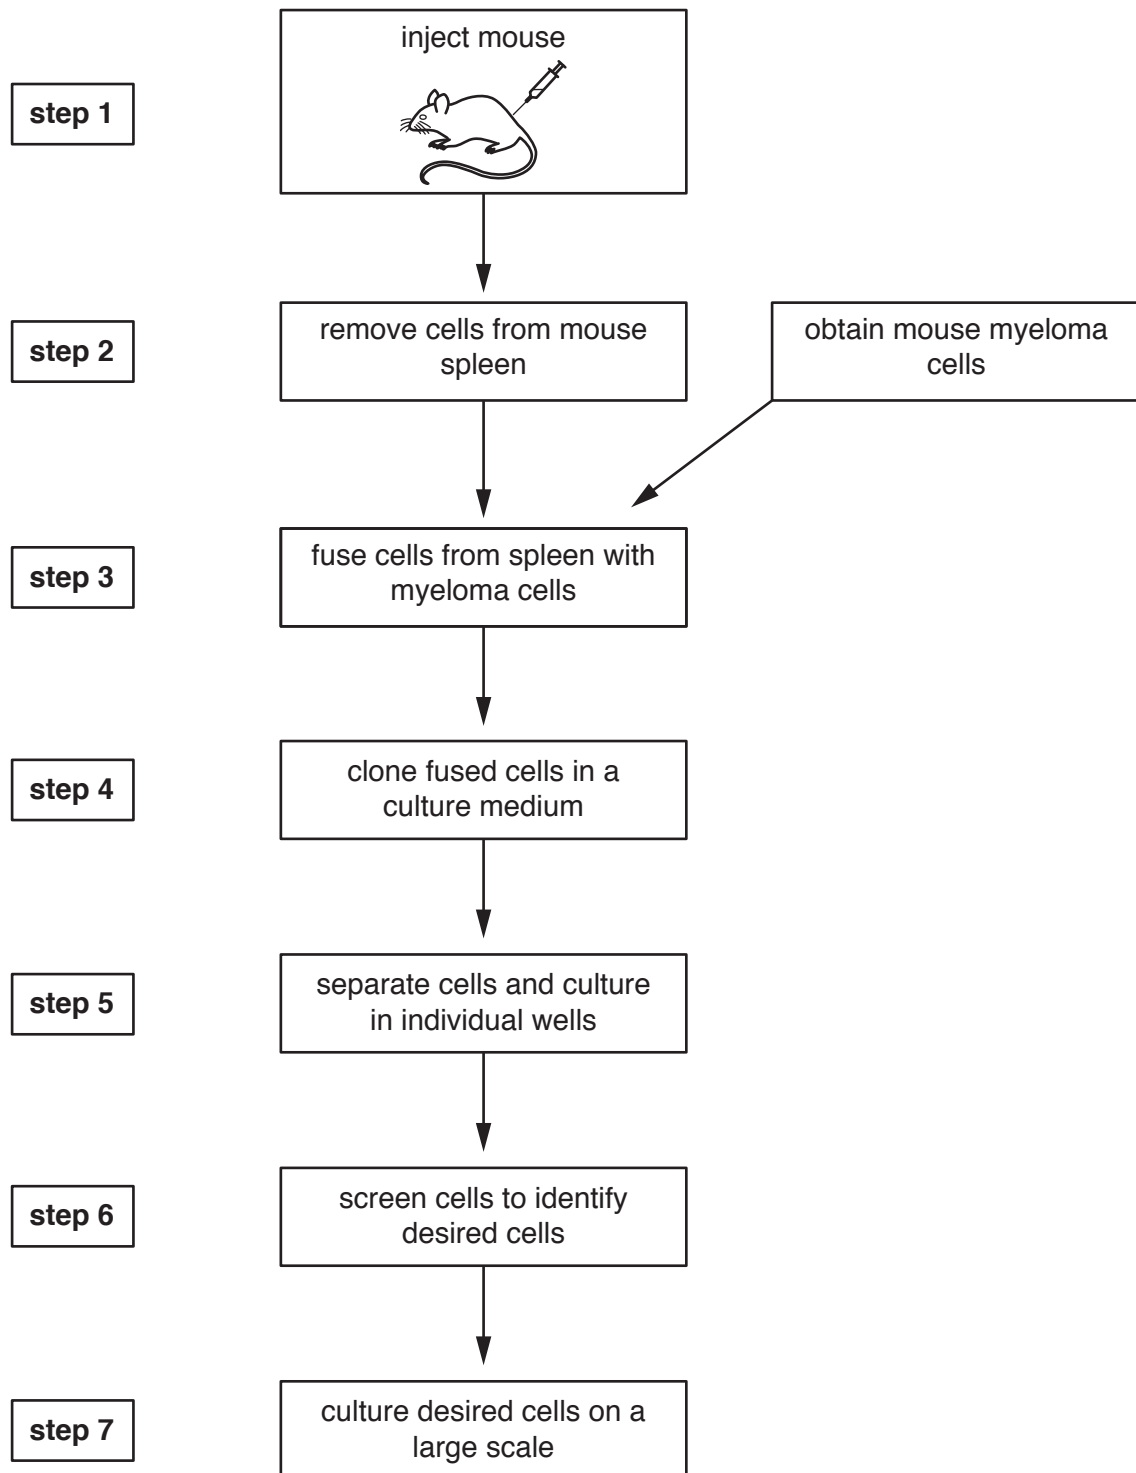 inject mouse
step 1
step 2
remove cells from mouse
spleen
obtain mouse myeloma
cells
step 3
fuse cells from spleen with
myeloma cells
step 4
clone fused cells in a
culture medium
step 5
separate cells and culture
in individual wells
step 6
screen cells to identify
desired cells
step 7
culture desired cells on a
large scale